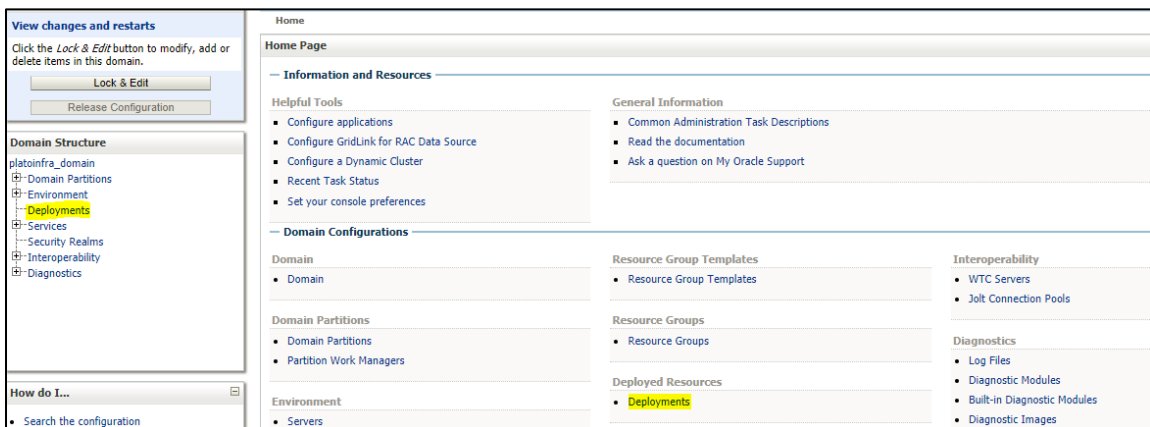 View changes and restarts
Click the Lock & Edit button to modify, add or
delete items in this domain.
Lock & Edit
Release Configuration
Domain Structure
platoinfra_domain
Domain Partitions
Environment
Deployments
Services
Security Realms
Interoperability
Diagnostics
How do I...
Search the configuration
Home
Home Page
Information and Resources
Helpful Tools
Configure applications
Configure GridLink for RAC Data Source
Configure a Dynamic Cluster
Recent Task Status
Set your console preferences
General Information
Common Administration Task Descriptions
Read the documentation
Ask a question on My Oracle Support
Domain Configurations
Domain
Domain
Domain Partitions
Domain Partitions
Partition Work Managers
Environment
Servers
Resource Group Templates
Resource Group Templates
Resource Groups
Resource Groups
Deployed Resources
Deployments
Interoperability
WTC Servers
Jolt Connection Pools
Diagnostics
Log Files
Diagnostic Modules
Built-in Diagnostic Modules
Diagnostic Images